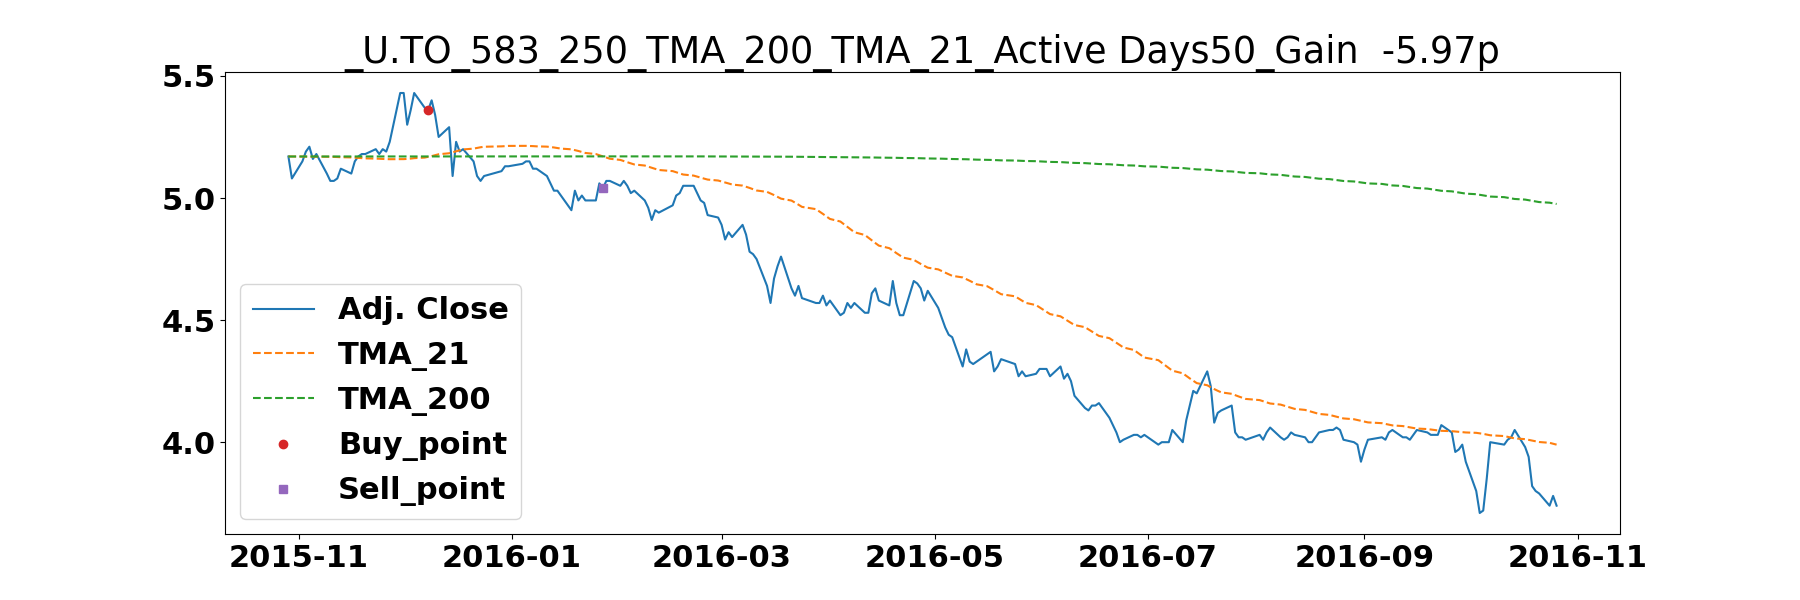 _U.TO_583_250_TMA_200_TMA_21_Active Days50_Gain  -5.97p
5.5
5.0
4.5
4.0
Adj. Close
TMA_21
TMA_200
Buy_point
Sell_point
2015-11 2016-01 2016-03 2016-05 2016-07 2016-09 2016-11